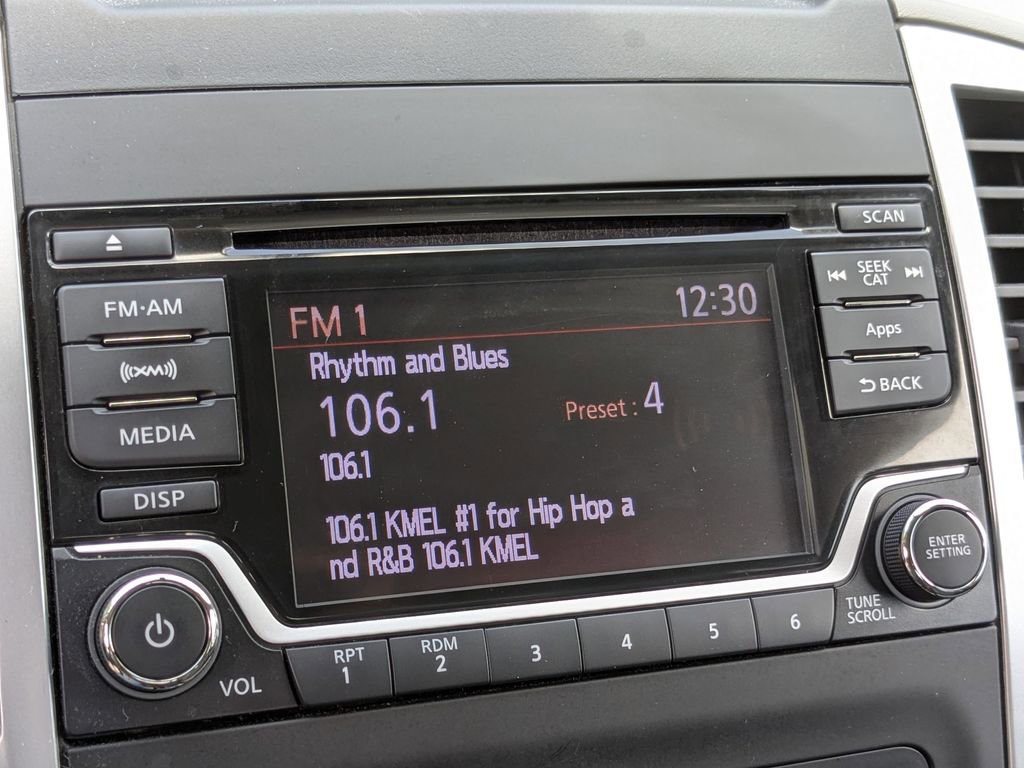 SCAN
FM·AM
SEEK
CAT
FM 1 12:30
Rhythm and Blues
106.1
Preset : 4
106.1
106.1 KMEL #1 for Hip Hop a
nd R&B 106.1 KMEL
((XM))
MEDIA
DISP
Apps
BACK
ENTER
SETTING
TUNE
SCROLL
VOL
RPT
1
RDM
2
3
4
5
6